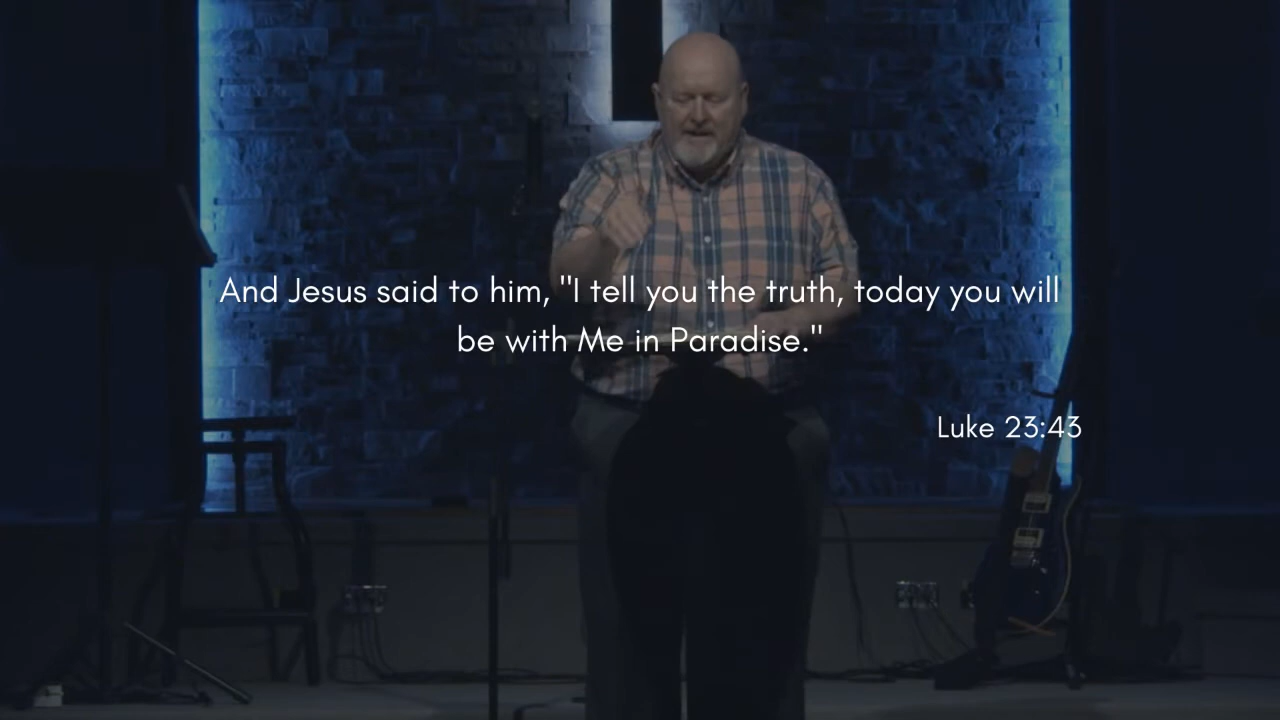 And Jesus said to him, "I tell you the truth, today you will
be with Me in Paradise."
Luke 23:43